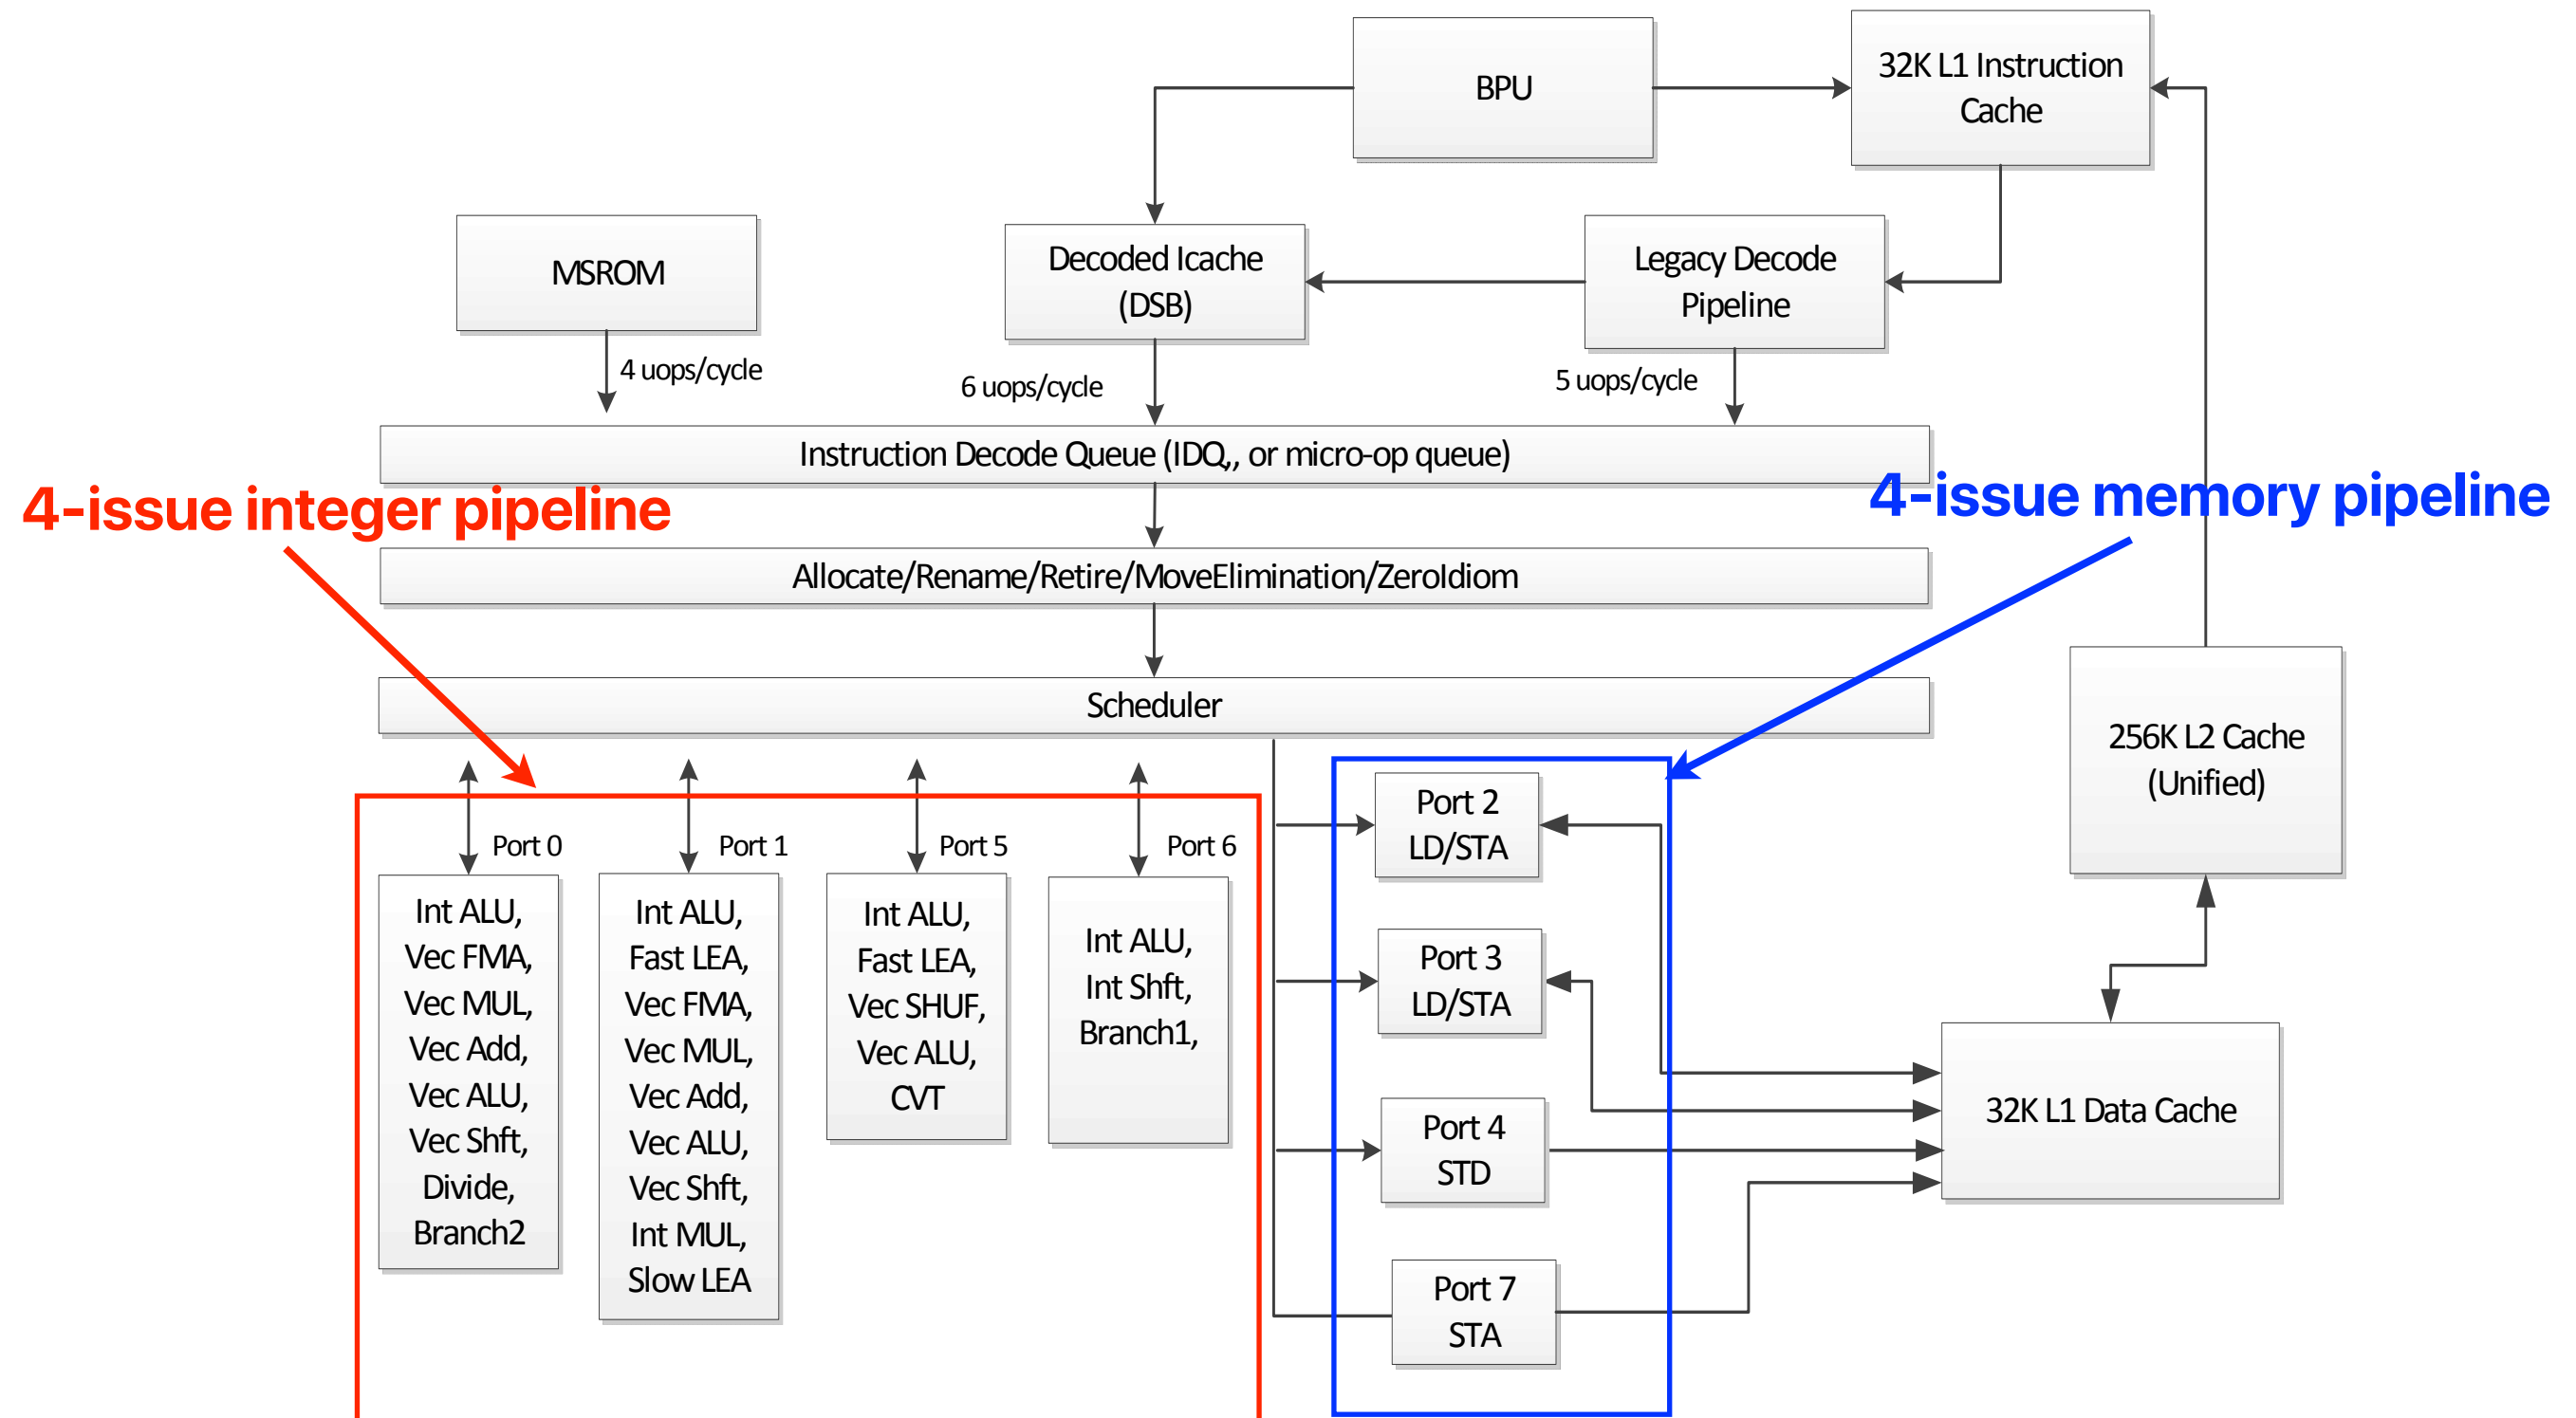 BPU
32K L1 Instruction
Cache
MSROM
Decoded Icache
(DSB)
Legacy Decode
Pipeline
4 uops/cycle
6 uops/cycle
5 uops/cycle
Instruction Decode Queue (IDQ,, or micro-op queue)
4-issue integer pipeline
4-issue memory pipeline
Allocate/Rename/Retire/MoveElimination/ZeroIdiom
Scheduler
256K L2 Cache
(Unified)
Port 0
Int ALU,
Vec FMA,
Vec MUL,
Vec Add,
Vec ALU,
Vec Shft,
Divide,
Branch2
Port 1
Int ALU,
Fast LEA,
Vec FMA,
Vec MUL,
Vec Add,
Vec ALU,
Vec Shft,
Int MUL,
Slow LEA
Port 5
Int ALU,
Fast LEA,
Vec SHUF,
Vec ALU,
CVT
Port 6
Int ALU,
Int Shft,
Branch1,
Port 2
LD/STA
Port 3
LD/STA
Port 4
STD
Port 7
STA
32K L1 Data Cache